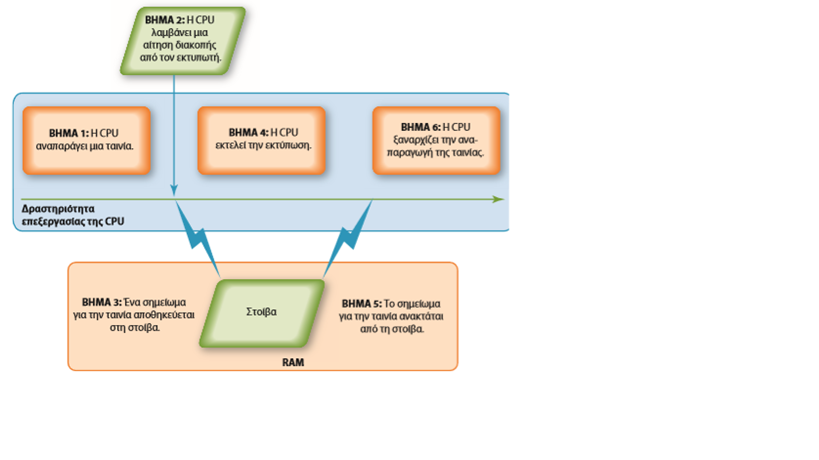 ΒΗΜΑ 2: Η CPU
λαμβάνει μια
αίτηση διακοπής
από τον εκτυπωτή.
ΒΗΜΑ 1: Η CPU
αναπαράγει μια ταινία.
ΒΗΜΑ 4: Η CPU
εκτελεί την εκτύπωση.
ΒΗΜΑ 6: Η CPU
ξαναρχίζει την ανα-
παραγωγή της ταινίας.
Δραστηριότητα
επεξεργασίας της CPU
ΒΗΜΑ 3: Ένα σημείωμα
για την ταινία αποθηκεύεται
στη στοίβα.
Στοίβα
ΒΗΜΑ 5: Το σημείωμα
για την ταινία ανακτάται
από τη στοίβα.
RAM